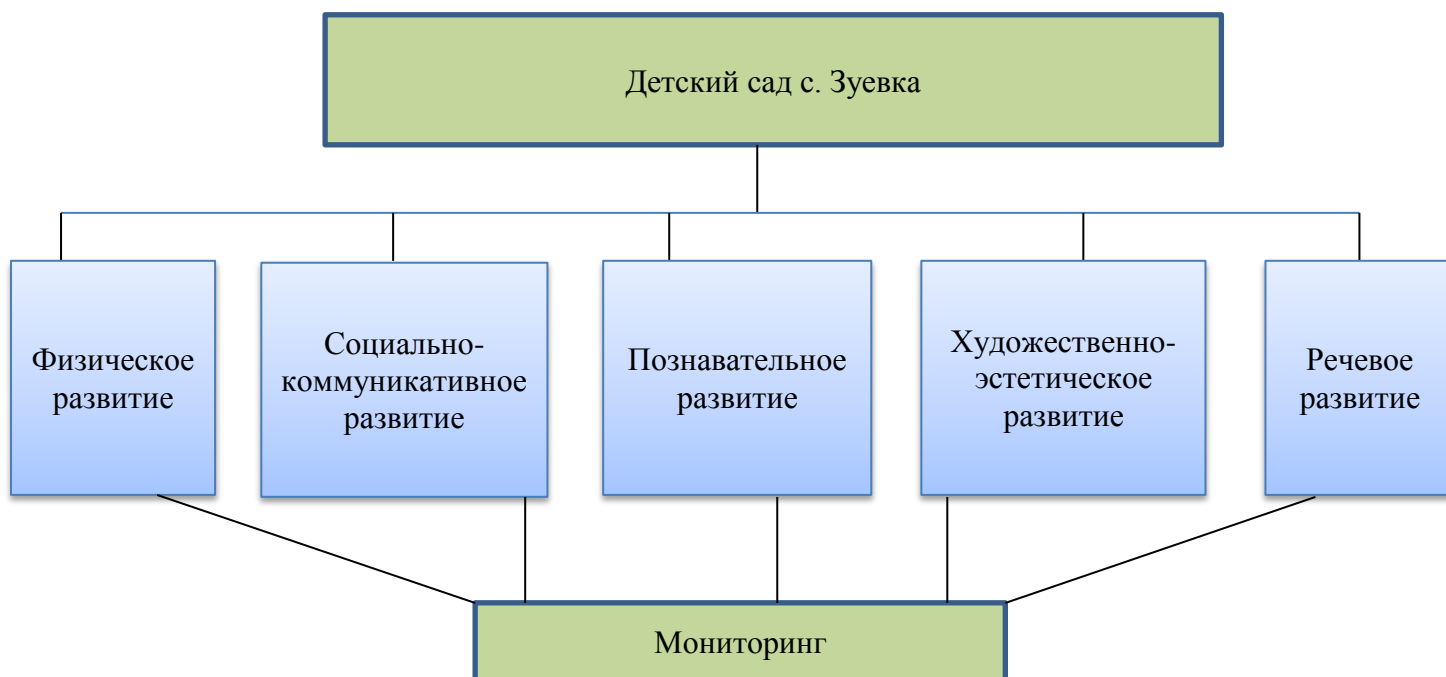 Детский сад с. Зуевка
Физическое
развитие
Социально-
коммуникативное
развитие
Познавательное
развитие
Художественно-
эстетическое
развитие
Речевое
развитие
Мониторинг